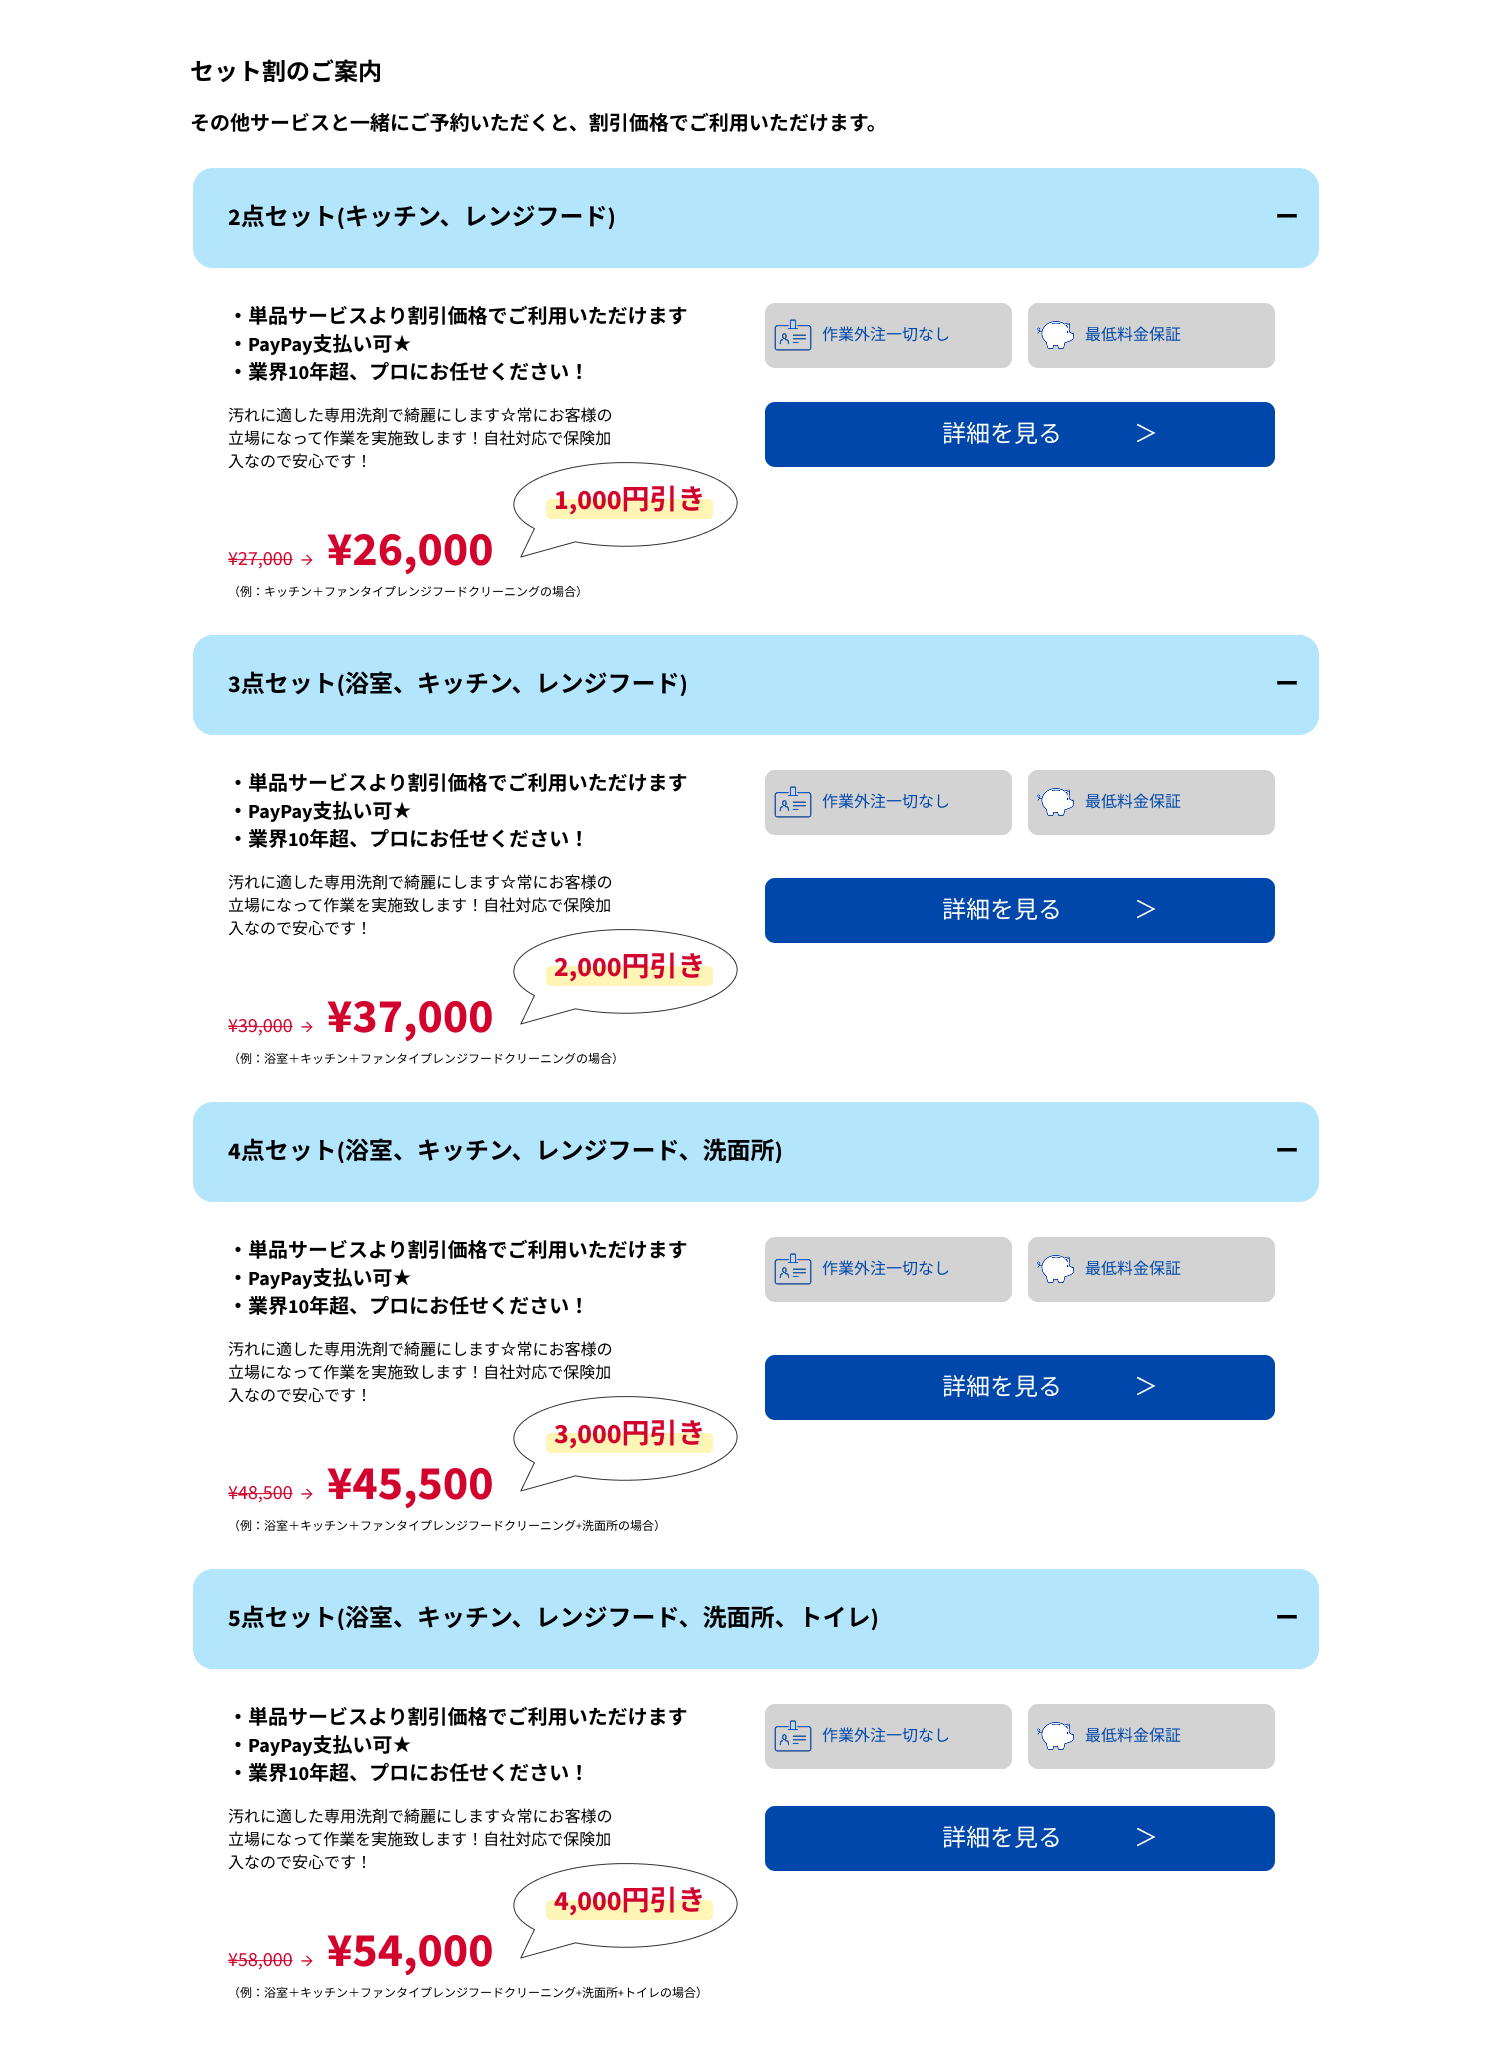 セット割のご案内
その他サービスと一緒にご予約いただくと、割引価格でご利用いただけます。
2点セット(キッチン、レンジフード)
・単品サービスより割引価格でご利用いただけます
・PayPay支払い可★
・業界10年超、プロにお任せください！
作業外注一切なし
最低料金保証
汚れに適した専用洗剤で綺麗にします☆常にお客様の
立場になって作業を実施致します！自社対応で保険加
入なので安心です！
詳細を見る ＞
1,000円引き
¥27,000 → ¥26,000
（例：キッチン＋ファンタイプレンジフードクリーニングの場合）
3点セット(浴室、キッチン、レンジフード)
・単品サービスより割引価格でご利用いただけます
・PayPay支払い可★
・業界10年超、プロにお任せください！
作業外注一切なし
最低料金保証
汚れに適した専用洗剤で綺麗にします☆常にお客様の
立場になって作業を実施致します！自社対応で保険加
入なので安心です！
詳細を見る ＞
2,000円引き
¥39,000 → ¥37,000
（例：浴室＋キッチン＋ファンタイプレンジフードクリーニングの場合）
4点セット(浴室、キッチン、レンジフード、洗面所)
・単品サービスより割引価格でご利用いただけます
・PayPay支払い可★
・業界10年超、プロにお任せください！
作業外注一切なし
最低料金保証
汚れに適した専用洗剤で綺麗にします☆常にお客様の
立場になって作業を実施致します！自社対応で保険加
入なので安心です！
詳細を見る ＞
3,000円引き
¥48,500 → ¥45,500
（例：浴室＋キッチン＋ファンタイプレンジフードクリーニング+洗面所の場合）
5点セット(浴室、キッチン、レンジフード、洗面所、トイレ)
・単品サービスより割引価格でご利用いただけます
・PayPay支払い可★
・業界10年超、プロにお任せください！
作業外注一切なし
最低料金保証
汚れに適した専用洗剤で綺麗にします☆常にお客様の
立場になって作業を実施致します！自社対応で保険加
入なので安心です！
詳細を見る ＞
4,000円引き
¥58,000 → ¥54,000
（例：浴室＋キッチン＋ファンタイプレンジフードクリーニング+洗面所+トイレの場合）